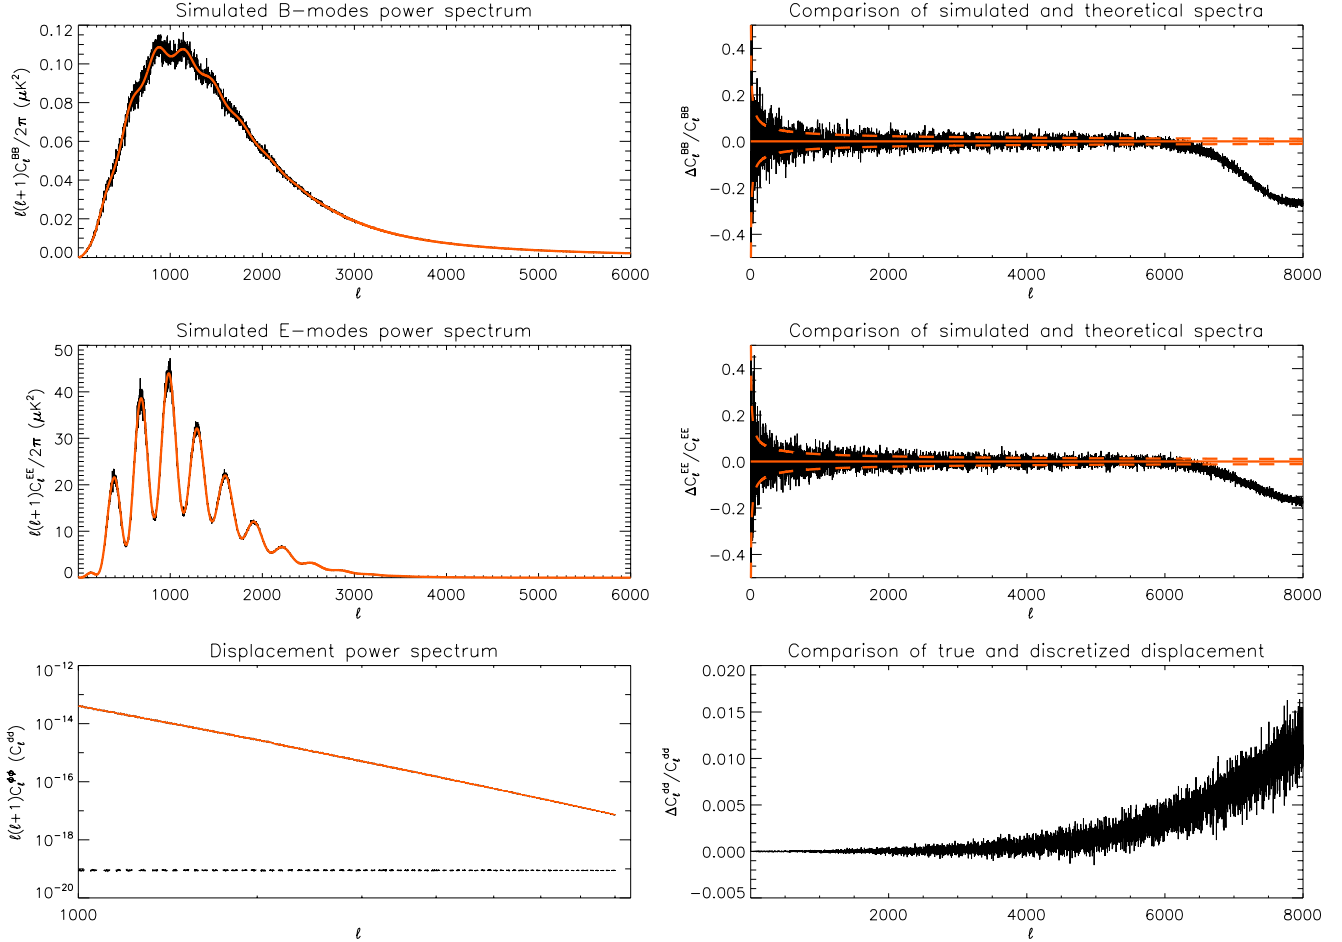 Simulated B-modes power spectrum
ℓ(ℓ+1)C_ℓ^BB/2π (μK²)
0.12
0.10
0.08
0.06
0.04
0.02
0.00
1000 2000 3000 4000 5000 6000
ℓ
Comparison of simulated and theoretical spectra
ΔC_ℓ^BB/C_ℓ^BB
0.4
0.2
0.0
-0.2
-0.4
0 2000 4000 6000 8000
ℓ
Simulated E-modes power spectrum
ℓ(ℓ+1)C_ℓ^EE/2π (μK²)
50
40
30
20
10
0
1000 2000 3000 4000 5000 6000
ℓ
Comparison of simulated and theoretical spectra
ΔC_ℓ^EE/C_ℓ^EE
0.4
0.2
0.0
-0.2
-0.4
0 2000 4000 6000 8000
ℓ
Displacement power spectrum
ℓ(ℓ+1)C_ℓ^ΦΦ (C_ℓ^dd)
10^-12
10^-14
10^-16
10^-18
10^-20
1000
ℓ
Comparison of true and discretized displacement
ΔC_ℓ^dd/C_ℓ^dd
0.020
0.015
0.010
0.005
0.000
-0.005
2000 4000 6000 8000
ℓ